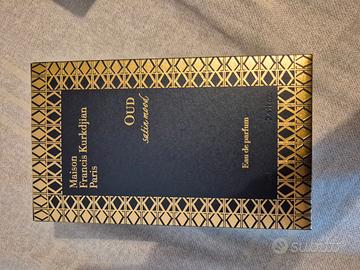 Maison
Francis Kurkdjian
Paris
OUD
satin mood
Eau de parfum
subito